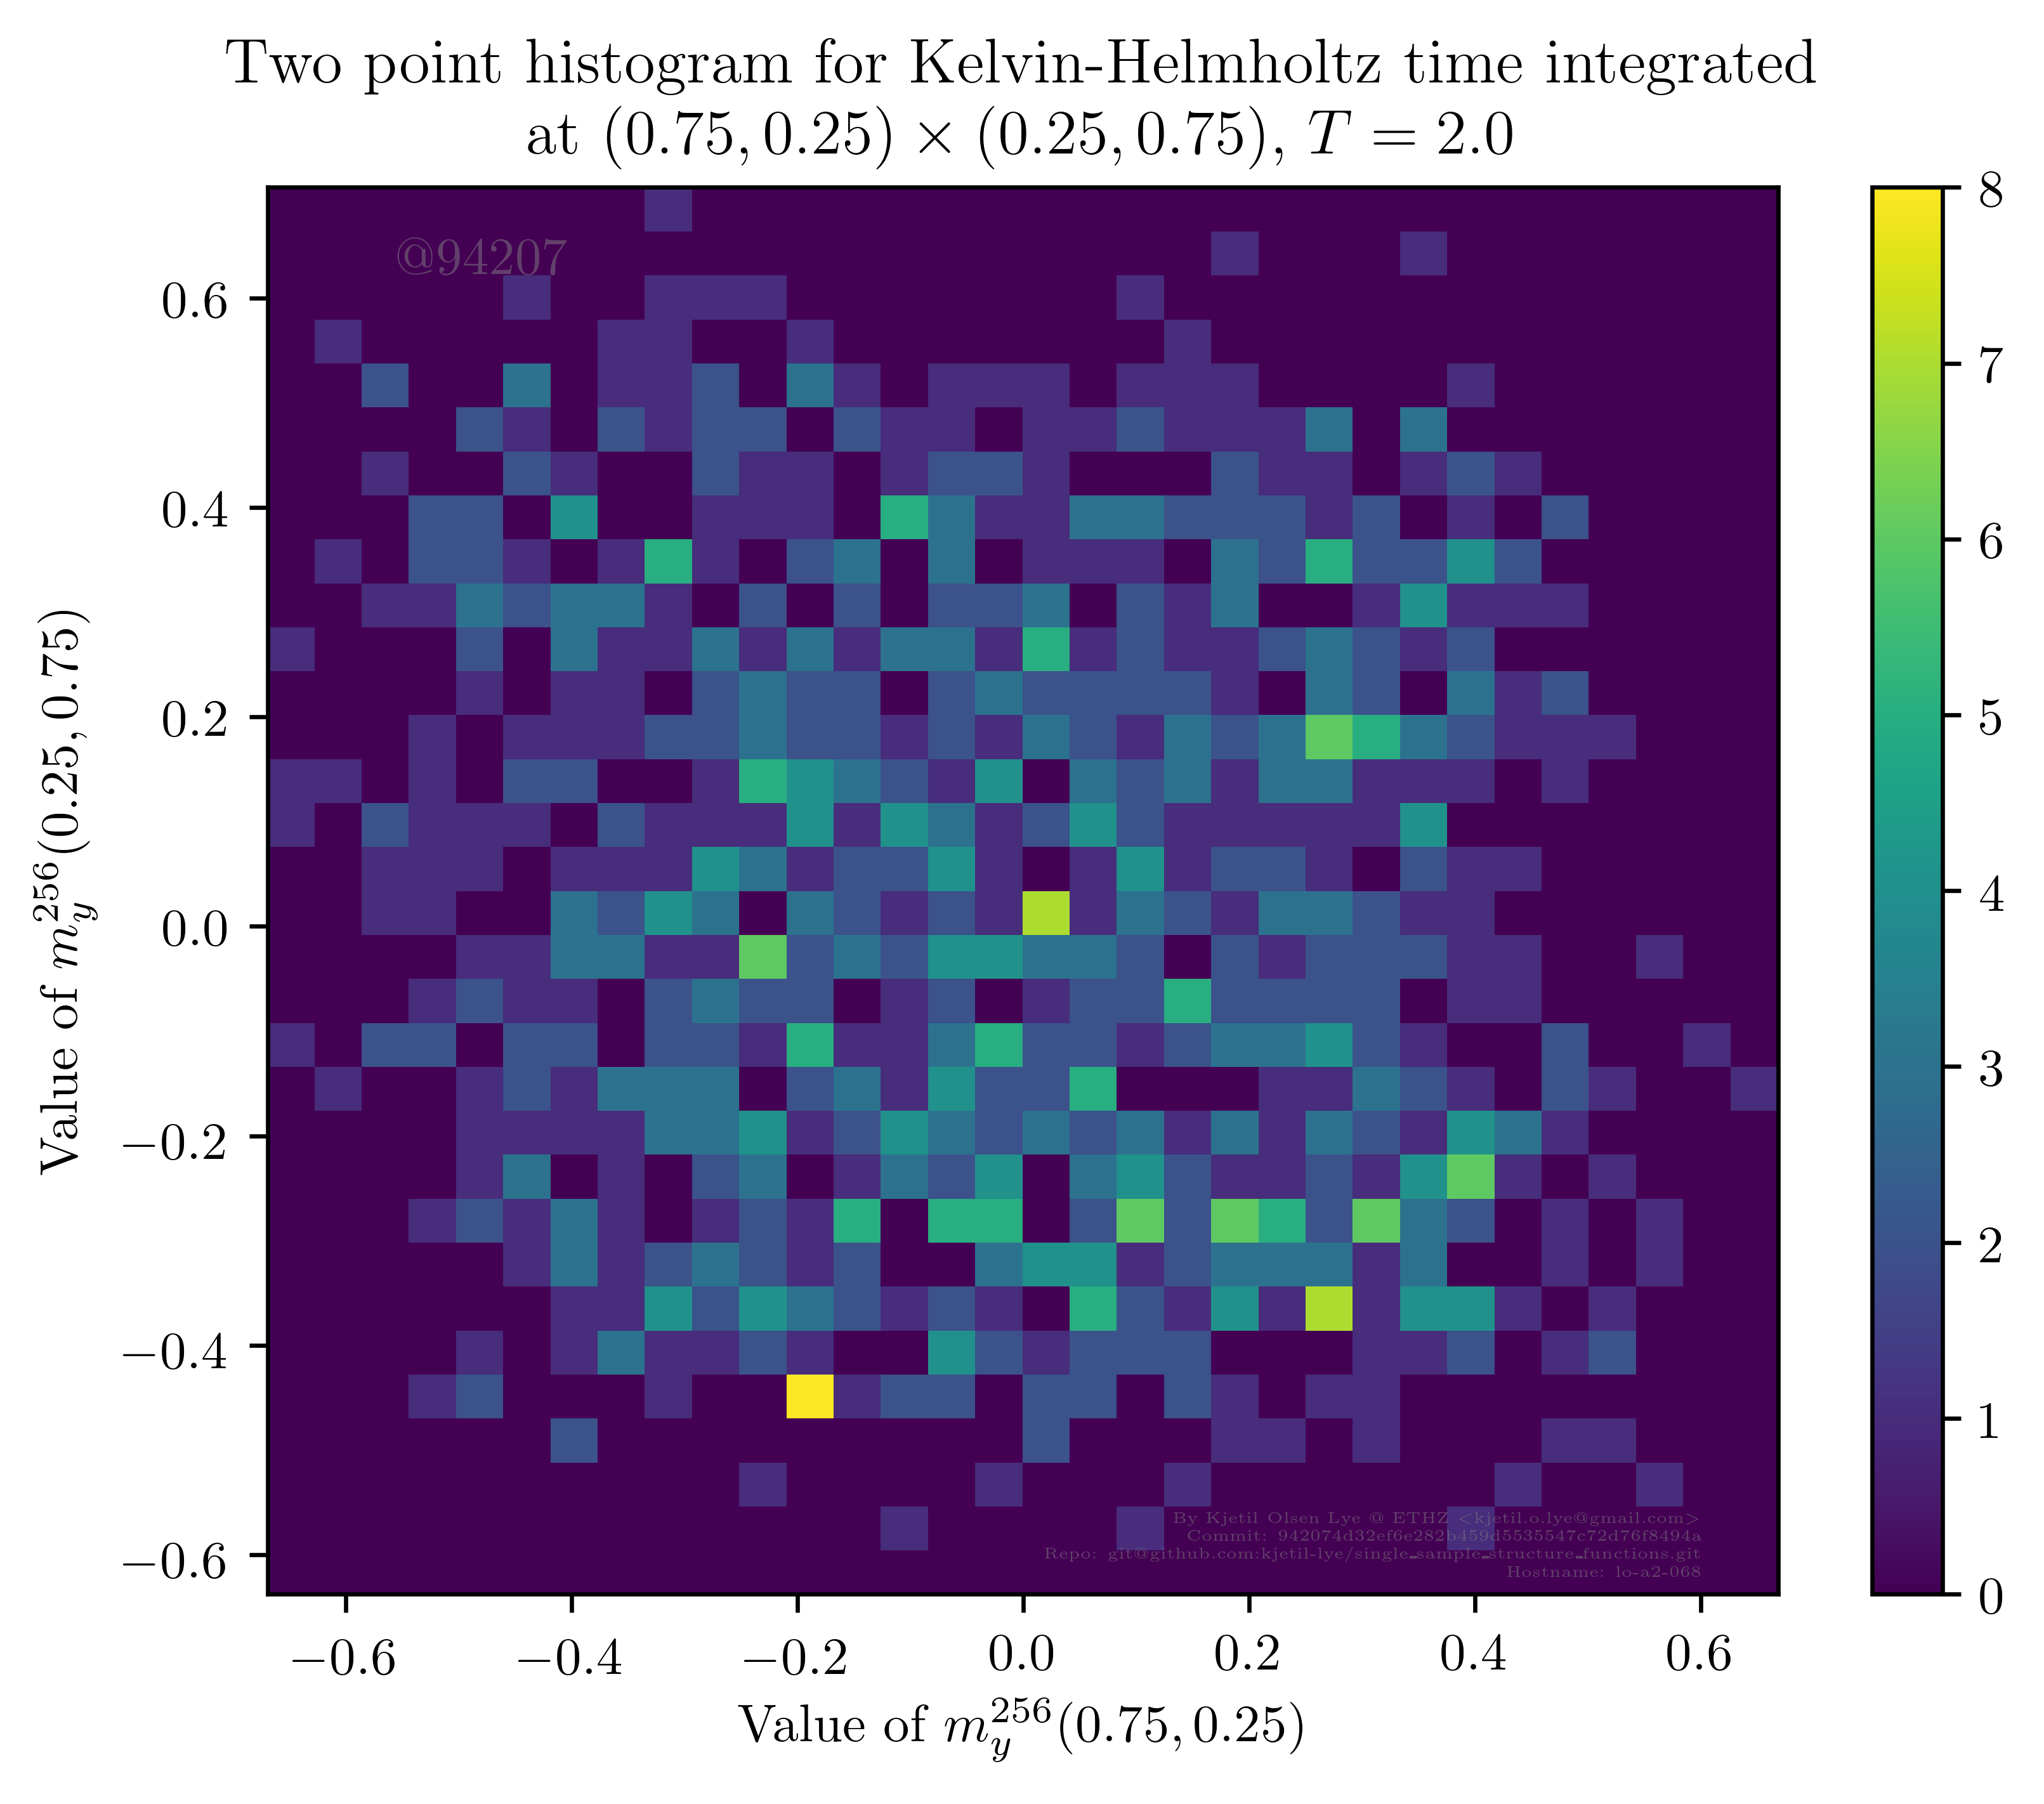 Two point histogram for Kelvin-Helmholtz time integrated
at (0.75, 0.25) × (0.25, 0.75), T = 2.0
@94207
0.6
0.4
0.2
0.0
−0.2
−0.4
−0.6
Value of m_y^{256}(0.25, 0.75)
By Kjetil Olsen Lye @ ETHZ <kjetil.o.lye@gmail.com>
Commit: 942074d32ef6e282b459d5535547c72d76f8494a
Repo: git@github.com:kjetil-lye/single_sample_structure_functions.git
Hostname: lo-a2-068
−0.6 −0.4 −0.2 0.0 0.2 0.4 0.6
Value of m_y^{256}(0.75, 0.25)
8
7
6
5
4
3
2
1
0